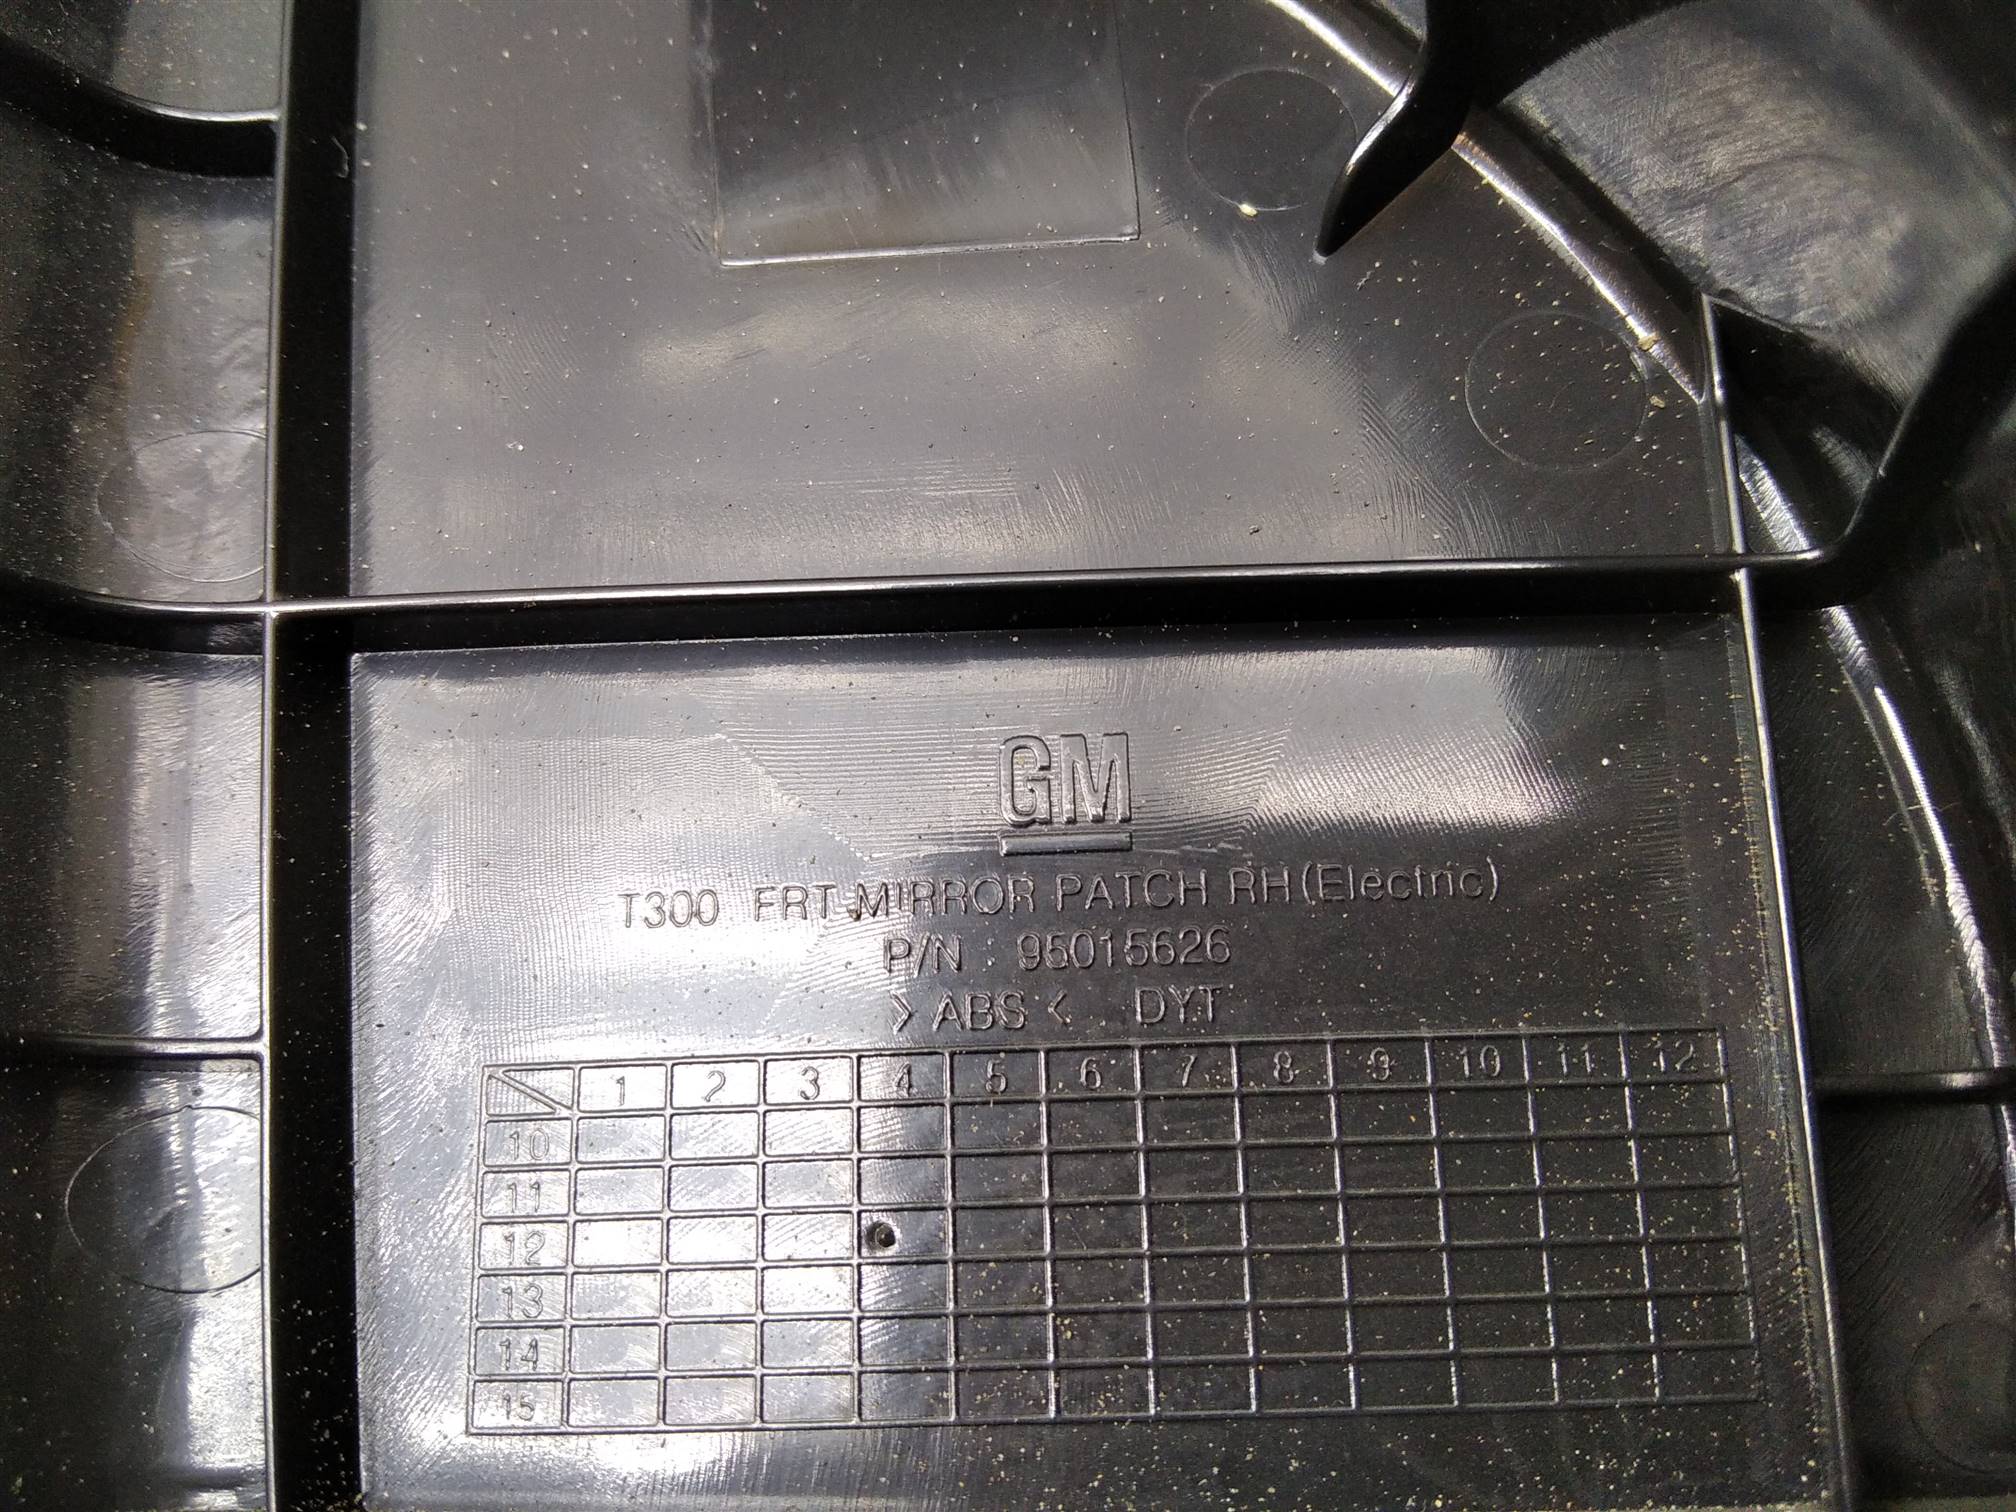 GM
T300 FRT MIRROR PATCH RH (Electric)
P/N : 95015626
> ABS < DYT
1 2 3 4 5 6 7 8 9 10 11 12
10
11
12
13
14
15